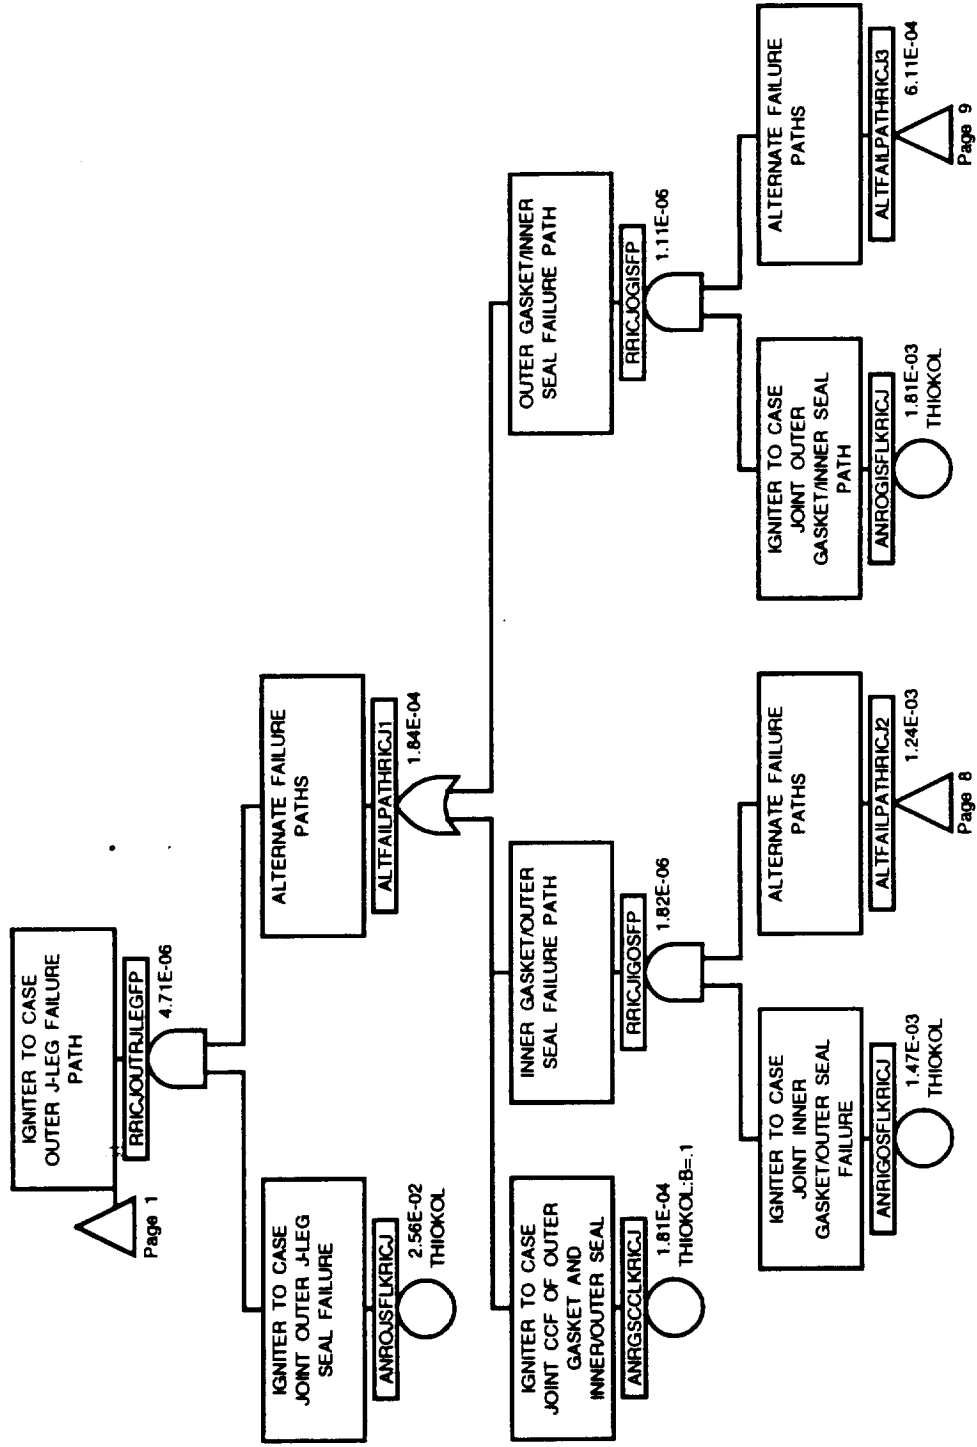 IGNITER TO CASE
OUTER J-LEG FAILURE
PATH
RRICJOUTRJLEGFP
4.71E-06
Page 1
IGNITER TO CASE
JOINT OUTER J-LEG
SEAL FAILURE
ANROJSFLKRICJ
2.56E-02
THIOKOL
ALTERNATE FAILURE
PATHS
ALTFAILPATHRICJ1
1.84E-04
IGNITER TO CASE
JOINT CCF OF OUTER
GASKET AND
INNER/OUTER SEAL
ANRGSCCLKRICJ
1.81E-04
THIOKOL:B=.1
INNER GASKET/OUTER
SEAL FAILURE PATH
RRICJIGOSFP
1.82E-06
OUTER GASKET/INNER
SEAL FAILURE PATH
RRICJOGISFP
1.11E-06
IGNITER TO CASE
JOINT INNER
GASKET/OUTER SEAL
FAILURE
ANRIGOSFLKRICJ
1.47E-03
THIOKOL
ALTERNATE FAILURE
PATHS
ALTFAILPATHRICJ2
1.24E-03
Page 8
IGNITER TO CASE
JOINT OUTER
GASKET/INNER SEAL
PATH
ANROGISFLKRICJ
1.81E-03
THIOKOL
ALTERNATE FAILURE
PATHS
ALTFAILPATHRICJ3
6.11E-04
Page 9